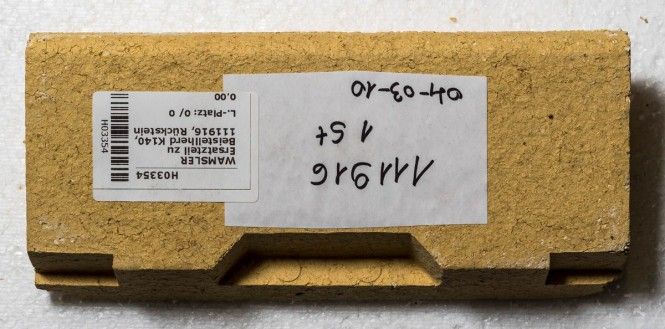 H03354
WAMSLER
Ersatzteil zu
Beistellherd K140,
111916, Rückstein
L.-Platz: 0/ 0
0,00
H03354
111916
1 St
04-03-10